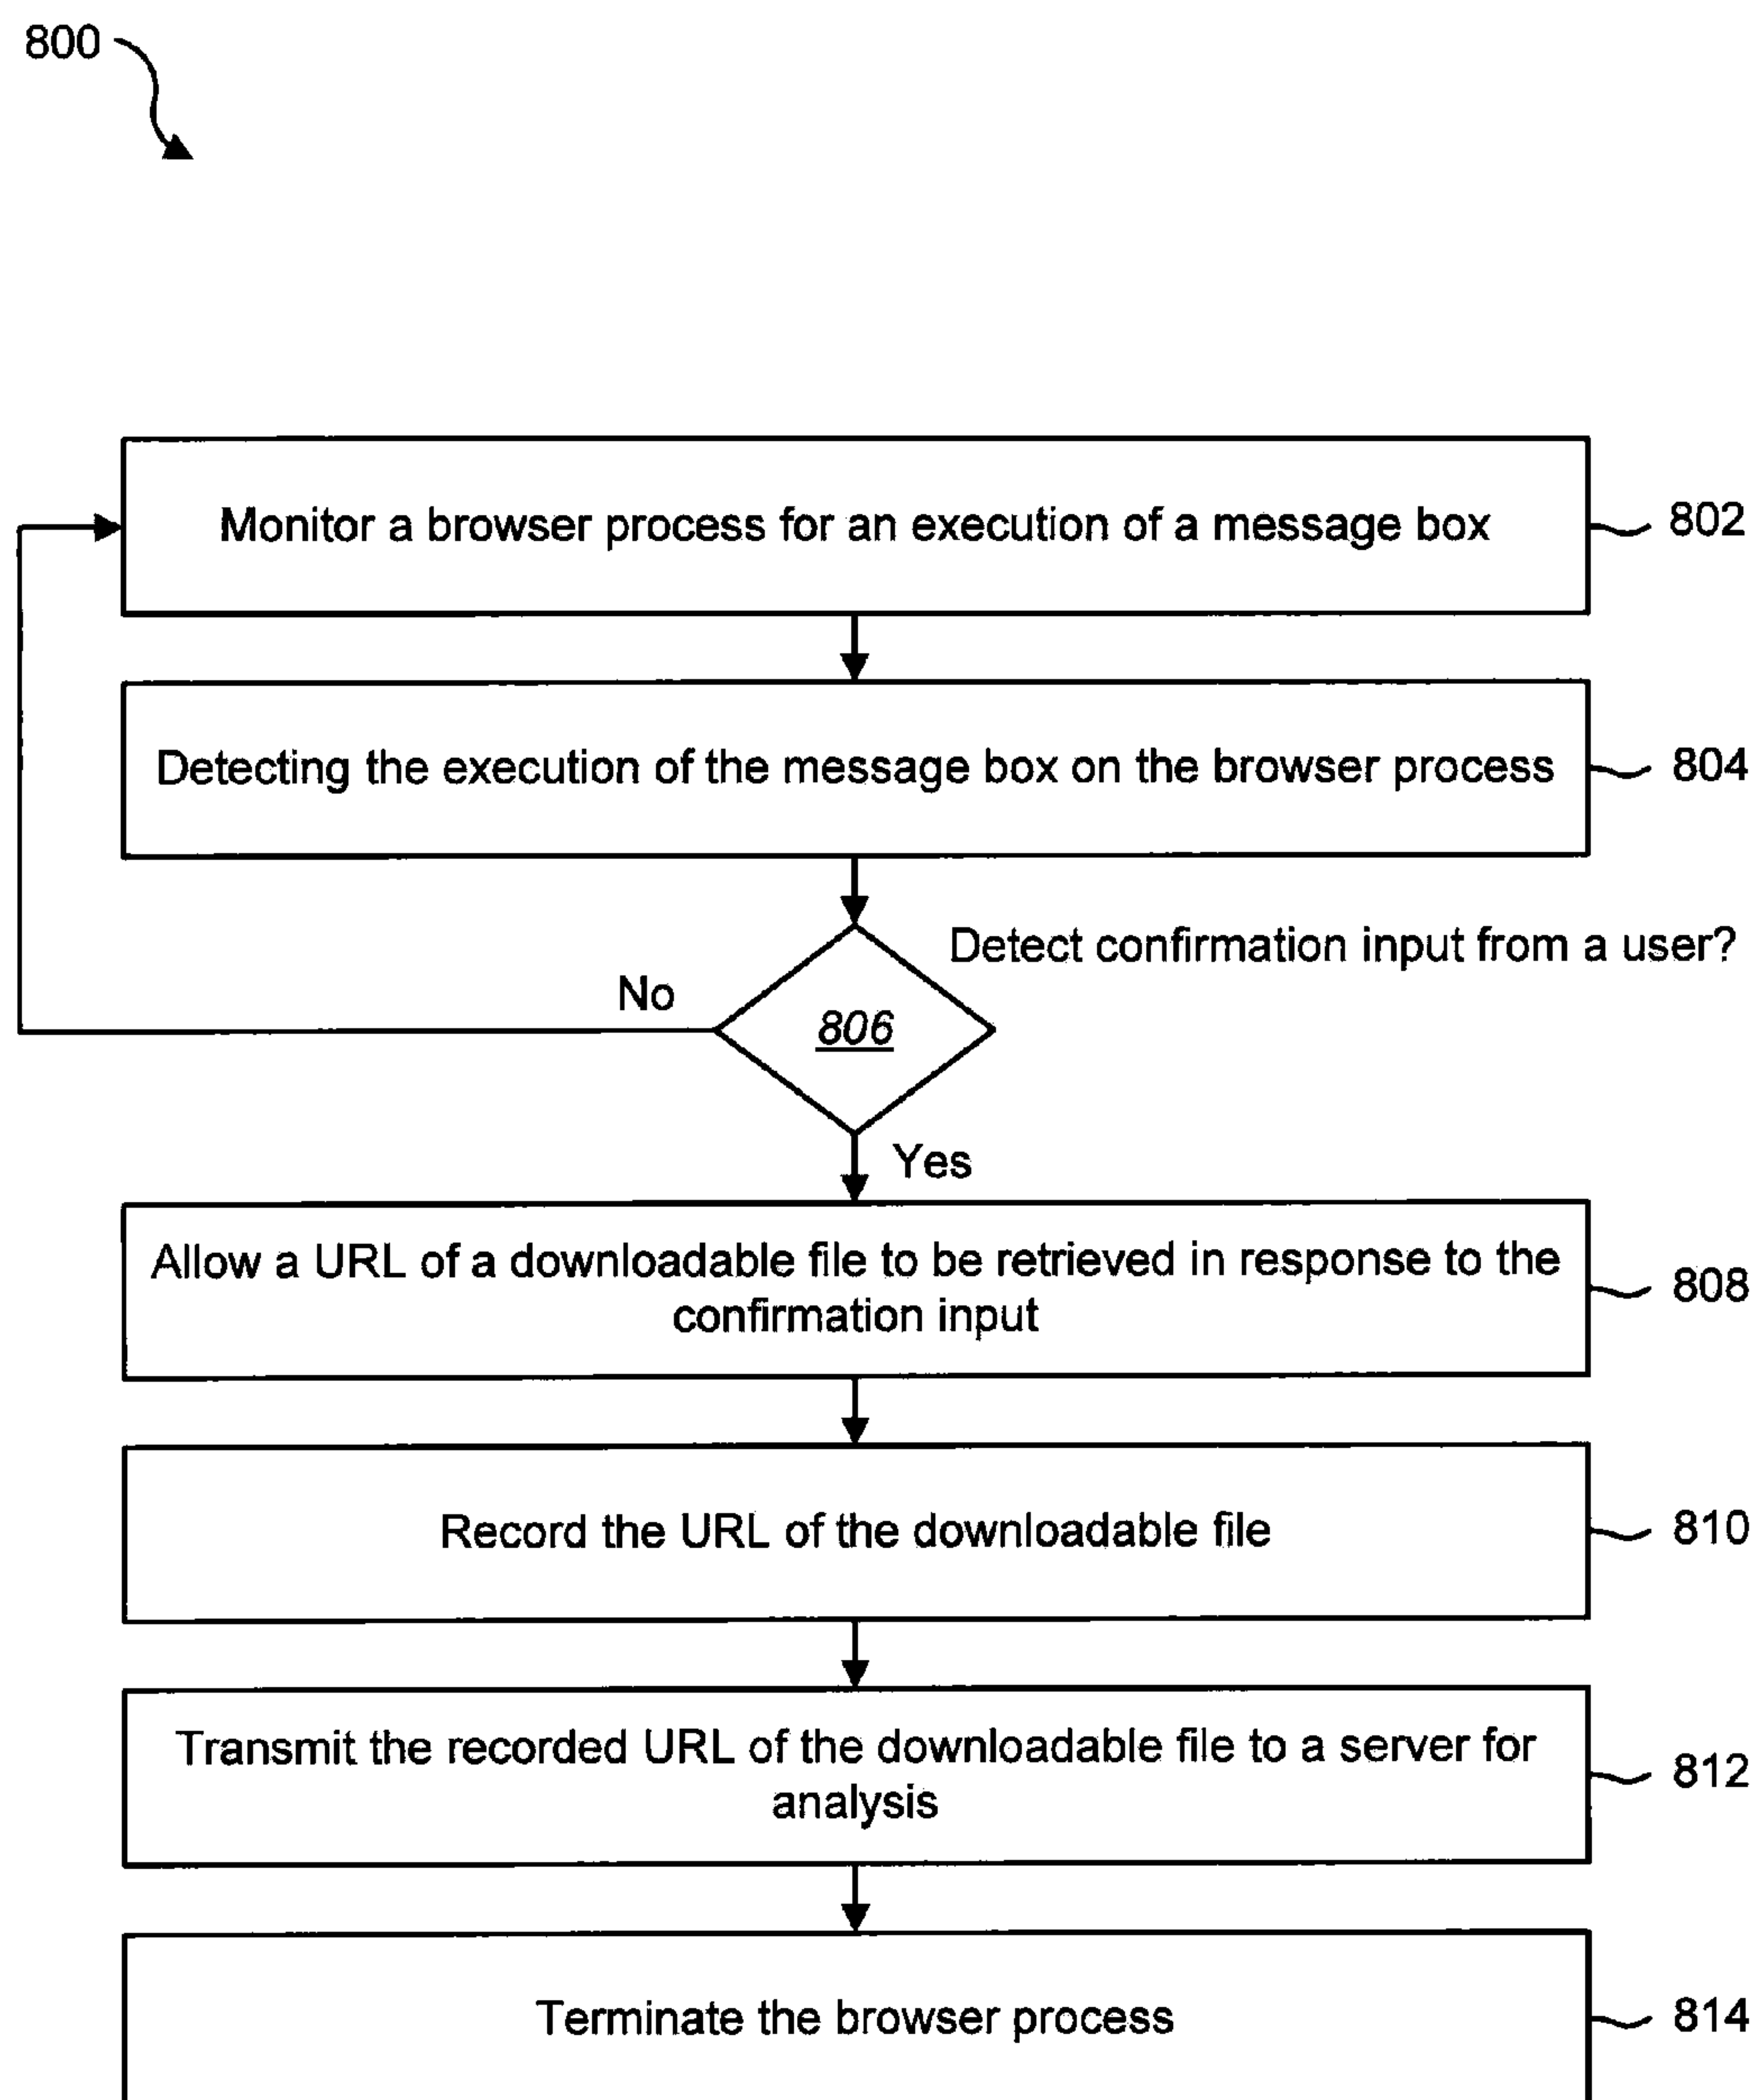 800
Monitor a browser process for an execution of a message box
802
Detecting the execution of the message box on the browser process
804
Detect confirmation input from a user?
No
806
Yes
Allow a URL of a downloadable file to be retrieved in response to the
confirmation input
808
Record the URL of the downloadable file
810
Transmit the recorded URL of the downloadable file to a server for
analysis
812
Terminate the browser process
814